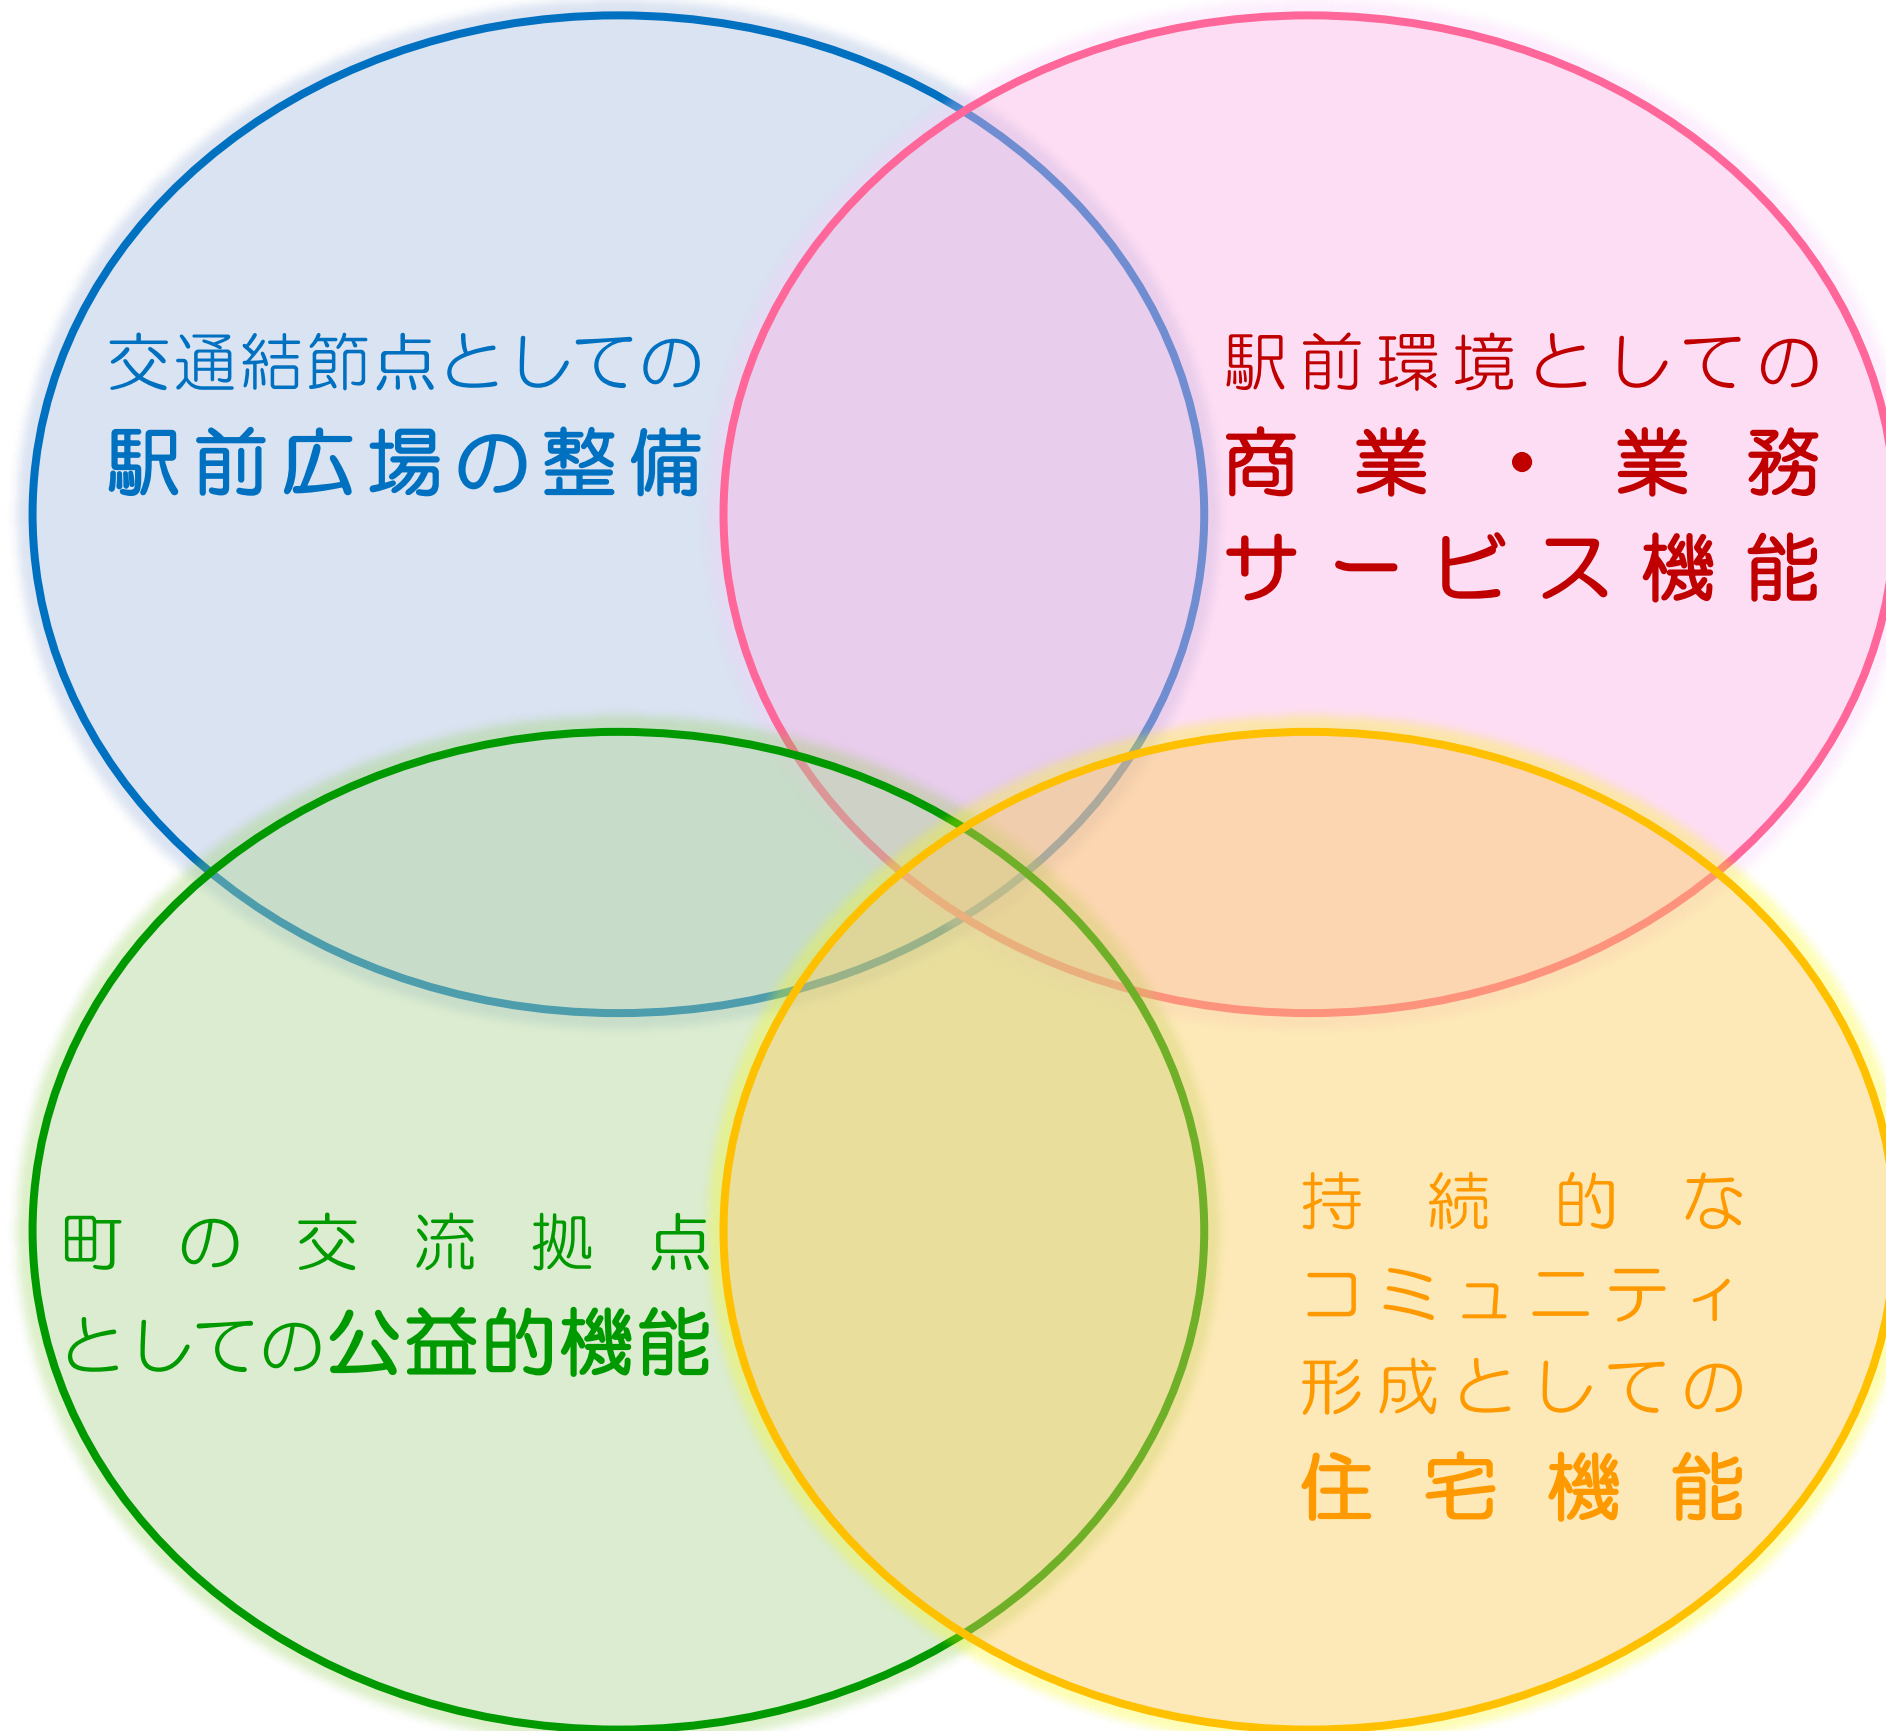 交通結節点としての
駅前広場の整備
駅前環境としての
商業・業務
サービス機能
町の交流拠点
としての公益的機能
持続的な
コミュニティ
形成としての
住宅機能